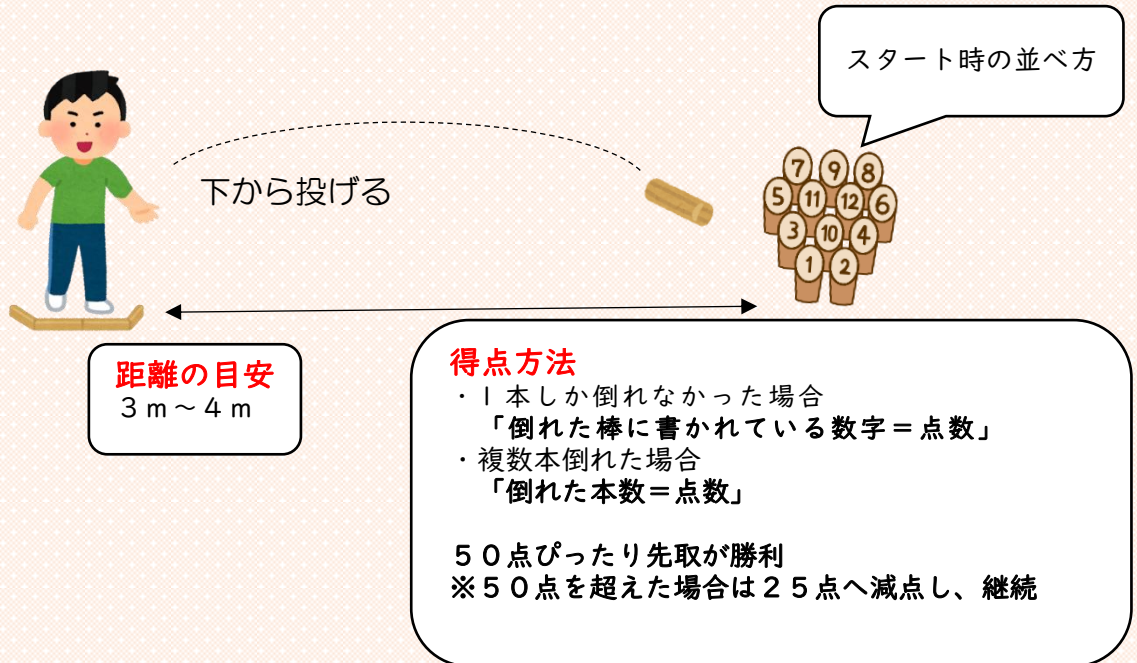 スタート時の並べ方
下から投げる
7 9 8
5 11 12 6
3 10 4
1 2
距離の目安
３ｍ～４ｍ
得点方法
・１本しか倒れなかった場合
「倒れた棒に書かれている数字＝点数」
・複数本倒れた場合
「倒れた本数＝点数」
５０点ぴったり先取が勝利
※５０点を超えた場合は２５点へ減点し、継続